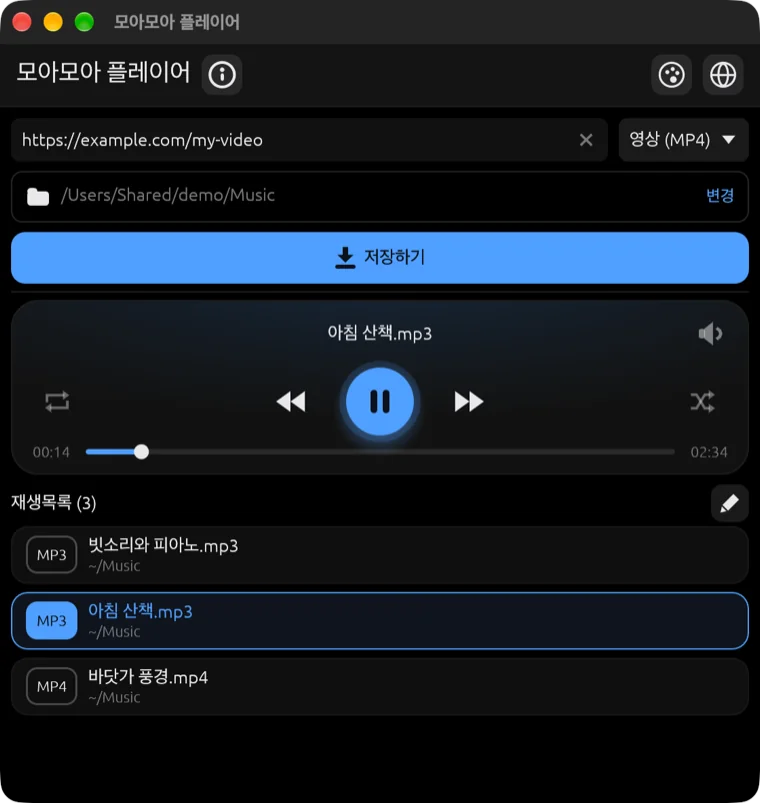 모아모아 플레이어
모아모아 플레이어
https://example.com/my-video
영상 (MP4)
/Users/Shared/demo/Music
변경
저장하기
아침 산책.mp3
00:14
02:34
재생목록 (3)
MP3
빗소리와 피아노.mp3
~/Music
MP3
아침 산책.mp3
~/Music
MP4
바닷가 풍경.mp4
~/Music